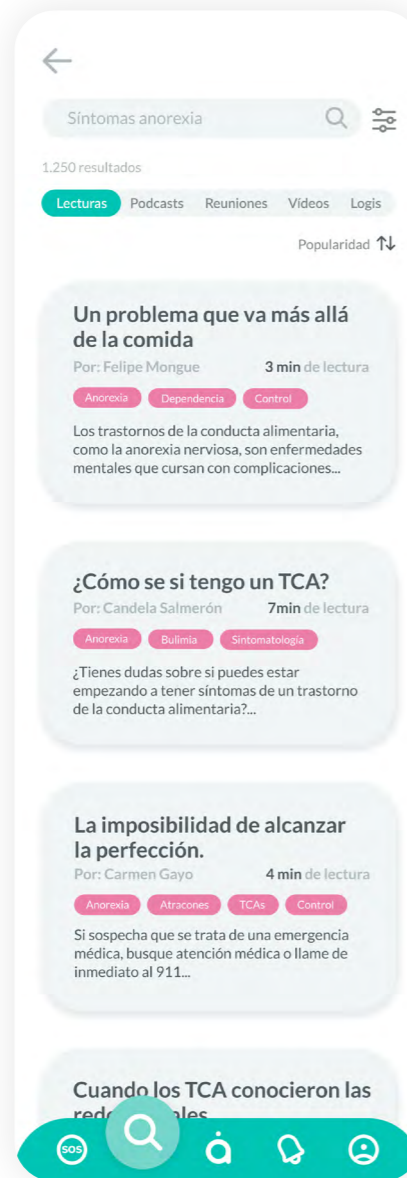 Síntomas anorexia
1.250 resultados
Lecturas Podcasts Reuniones Vídeos Logis
Popularidad
Un problema que va más allá
de la comida
Por: Felipe Mongue 3 min de lectura
Anorexia Dependencia Control
Los trastornos de la conducta alimentaria,
como la anorexia nerviosa, son enfermedades
mentales que cursan con complicaciones...
¿Cómo se si tengo un TCA?
Por: Candela Salmerón 7min de lectura
Anorexia Bulimia Sintomatología
¿Tienes dudas sobre si puedes estar
empezando a tener síntomas de un trastorno
de la conducta alimentaria?...
La imposibilidad de alcanzar
la perfección.
Por: Carmen Gayo 4 min de lectura
Anorexia Atracones TCAs Control
Si sospecha que se trata de una emergencia
médica, busque atención médica o llame de
inmediato al 911...
Cuando los TCA conocieron las
SOS